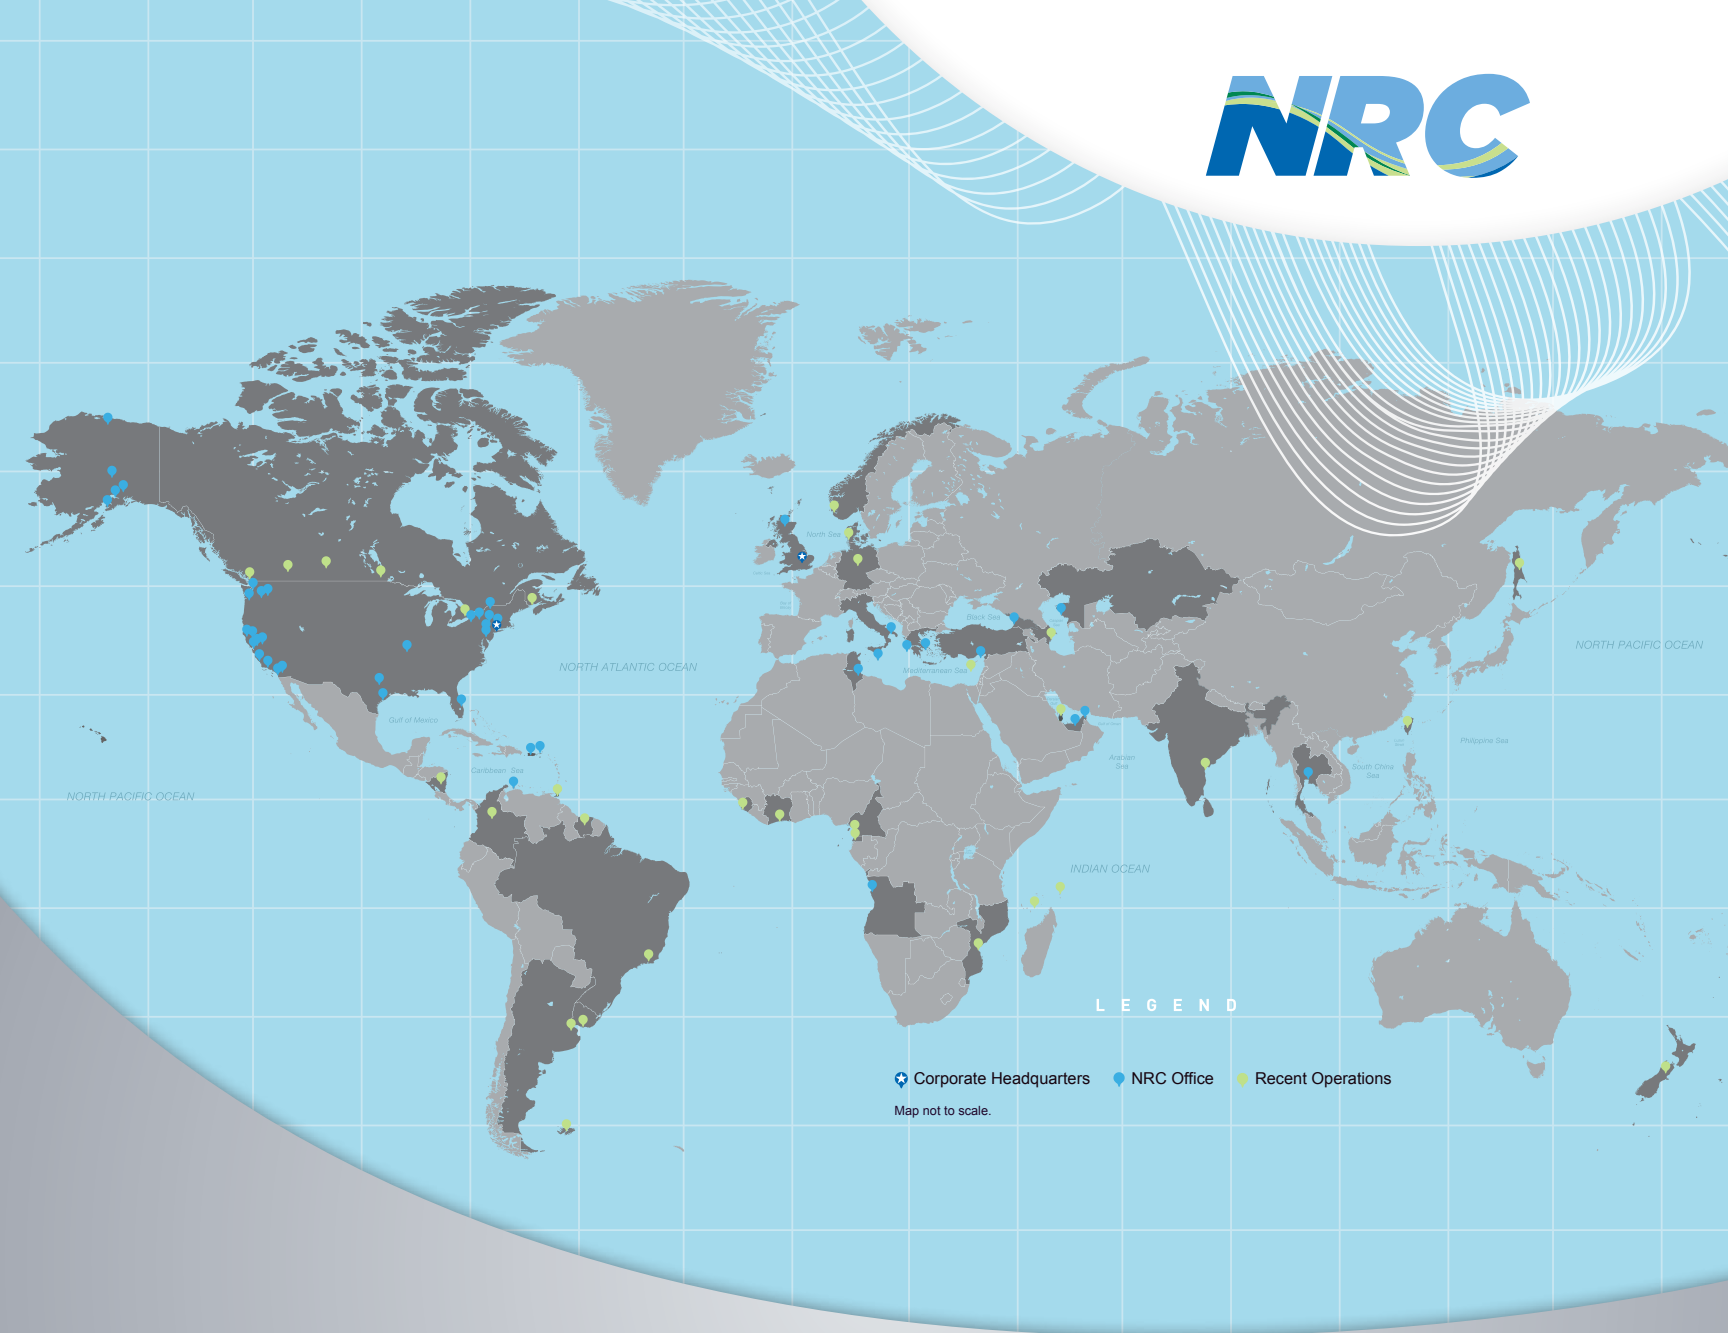 NRC
North Sea
Black Sea
NORTH PACIFIC OCEAN
NORTH ATLANTIC OCEAN
Mediterranean Sea
Gulf of Mexico
Philippine Sea
Arabian
Sea
South China
Sea
Caribbean Sea
NORTH PACIFIC OCEAN
INDIAN OCEAN
LEGEND
Corporate Headquarters
NRC Office
Recent Operations
Map not to scale.